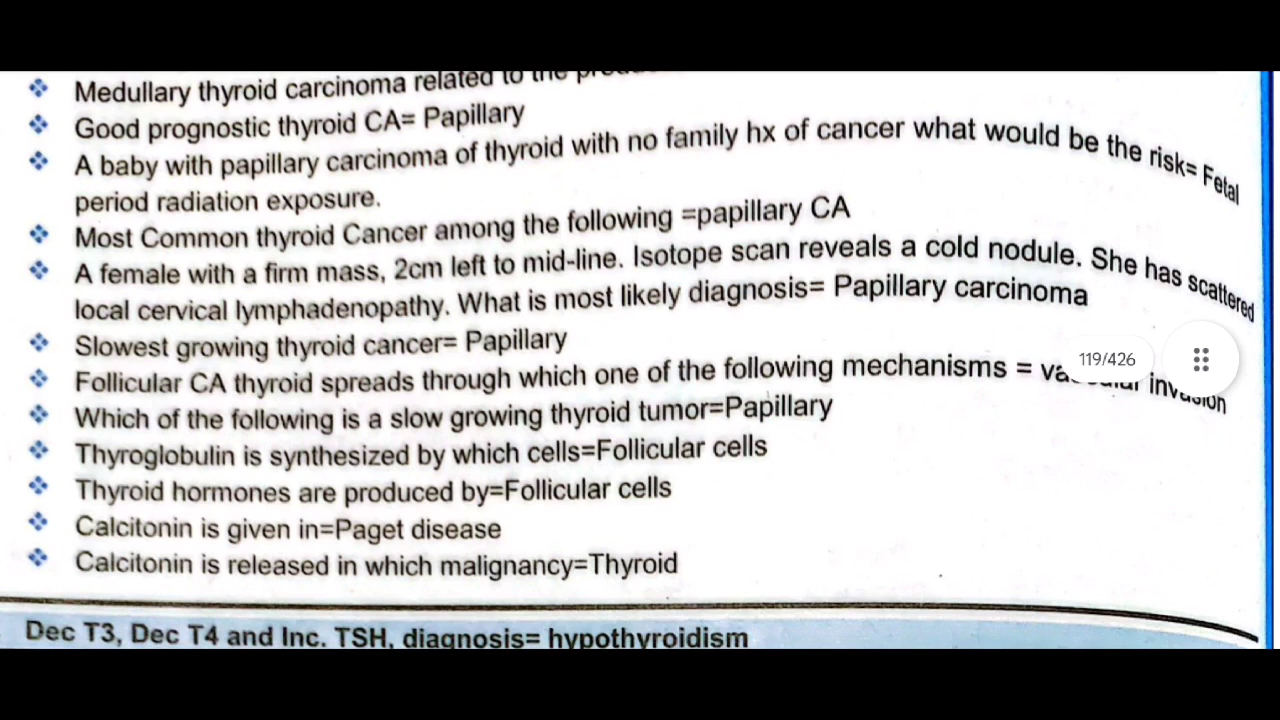 Medullary thyroid carcinoma related to the
Good prognostic thyroid CA= Papillary
A baby with papillary carcinoma of thyroid with no family hx of cancer what would be the risk= Fetal
period radiation exposure.
Most Common thyroid Cancer among the following =papillary CA
A female with a firm mass, 2cm left to mid-line. Isotope scan reveals a cold nodule. She has scattered
local cervical lymphadenopathy. What is most likely diagnosis= Papillary carcinoma
Slowest growing thyroid cancer= Papillary
119/426
Follicular CA thyroid spreads through which one of the following mechanisms = vascular invasion
Which of the following is a slow growing thyroid tumor=Papillary
Thyroglobulin is synthesized by which cells=Follicular cells
Thyroid hormones are produced by=Follicular cells
Calcitonin is given in=Paget disease
Calcitonin is released in which malignancy=Thyroid
Dec T3, Dec T4 and Inc. TSH, diagnosis= hypothyroidism